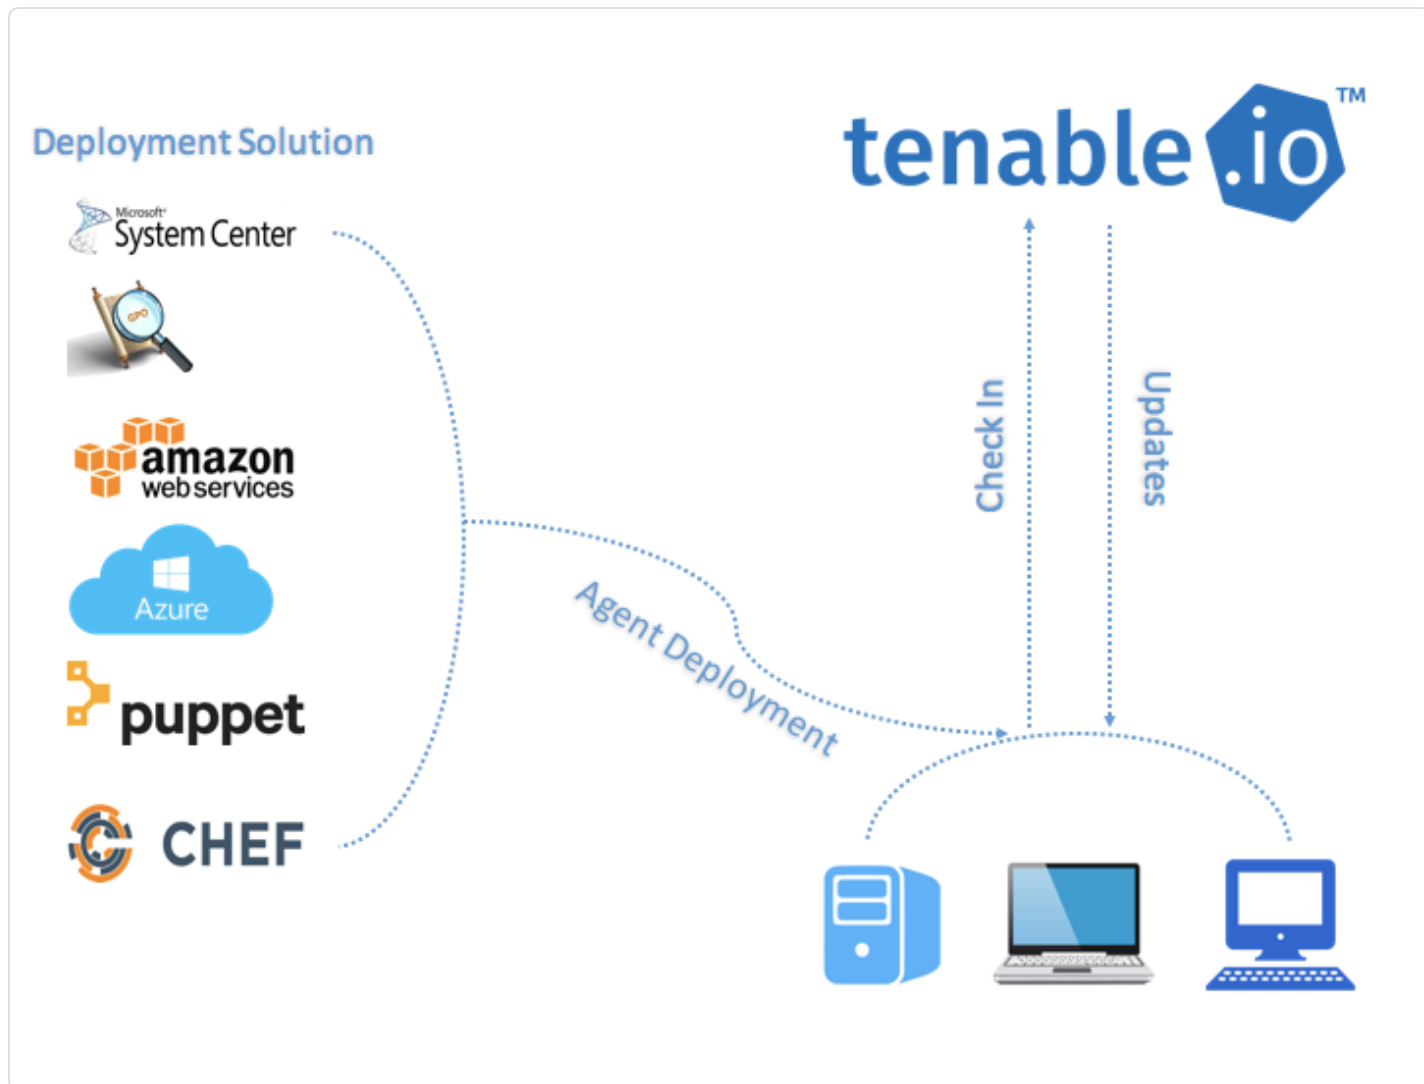 Deployment Solution
Microsoft®
System Center
GPO
amazon
web services
Azure
puppet
CHEF
tenable.io™
Check In
Updates
Agent Deployment